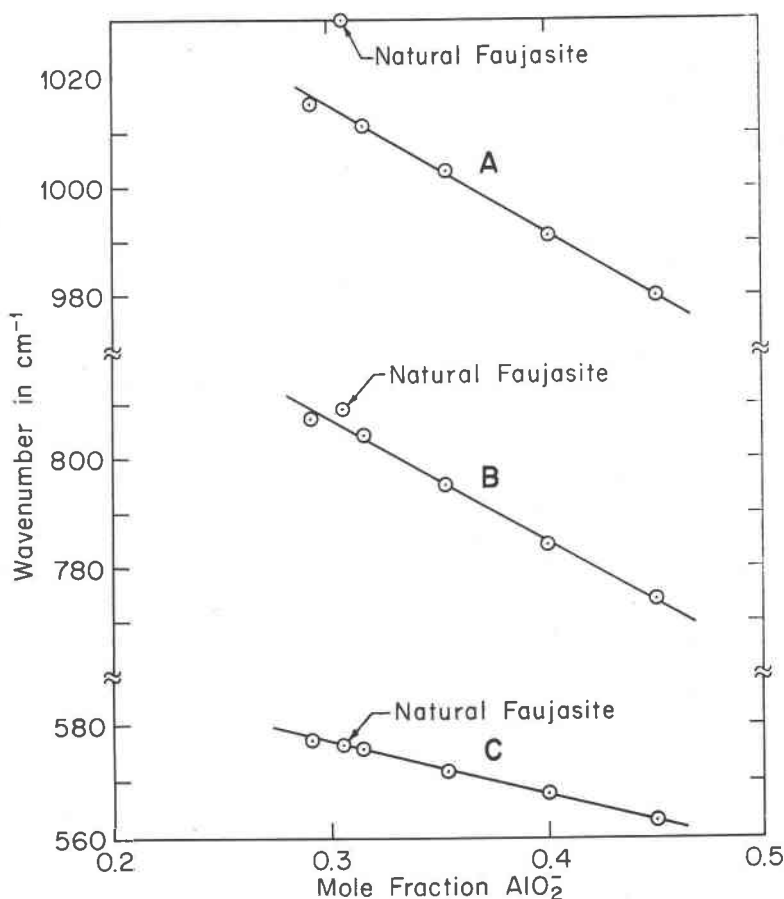 Natural Faujasite
1020
A
1000
980
Natural Faujasite
800
B
780
Natural Faujasite
580
C
560
0.2
0.3
0.4
0.5
Wavenumber in cm⁻¹
Mole Fraction AlO₂⁻